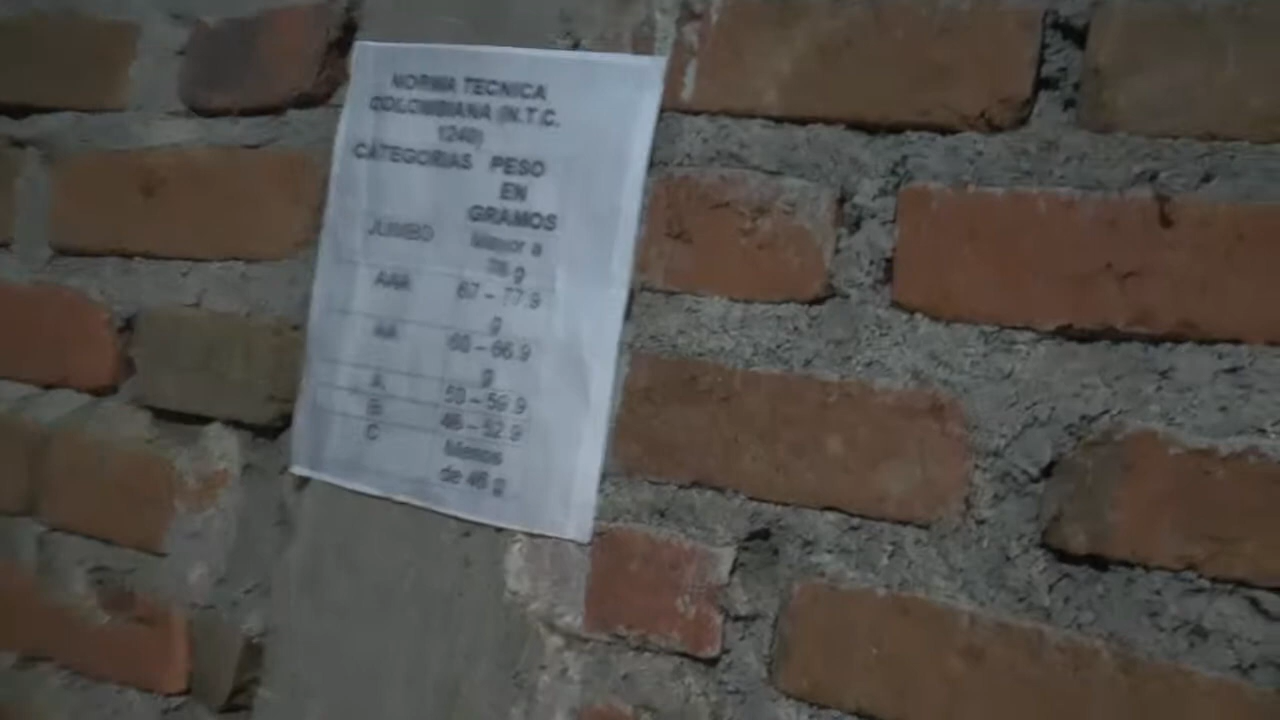 NORMA TECNICA
COLOMBIANA (N.T.C.
1240)
CATEGORIAS PESO
EN
GRAMOS
JUMBO Mayor a
78 g
AAA 67 – 77.9
g
AA 60 – 66.9
g
A 53 – 59.9
B 46 – 52.9
C Menos
de 46 g